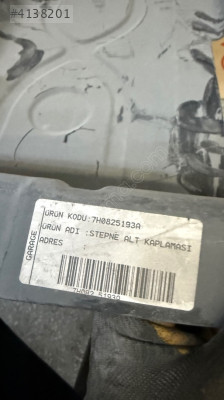 #4138201
GARAGE
ÜRÜN KODU:7H0825193A
ÜRÜN ADI :STEPNE ALT KAPLAMASI
ADRES